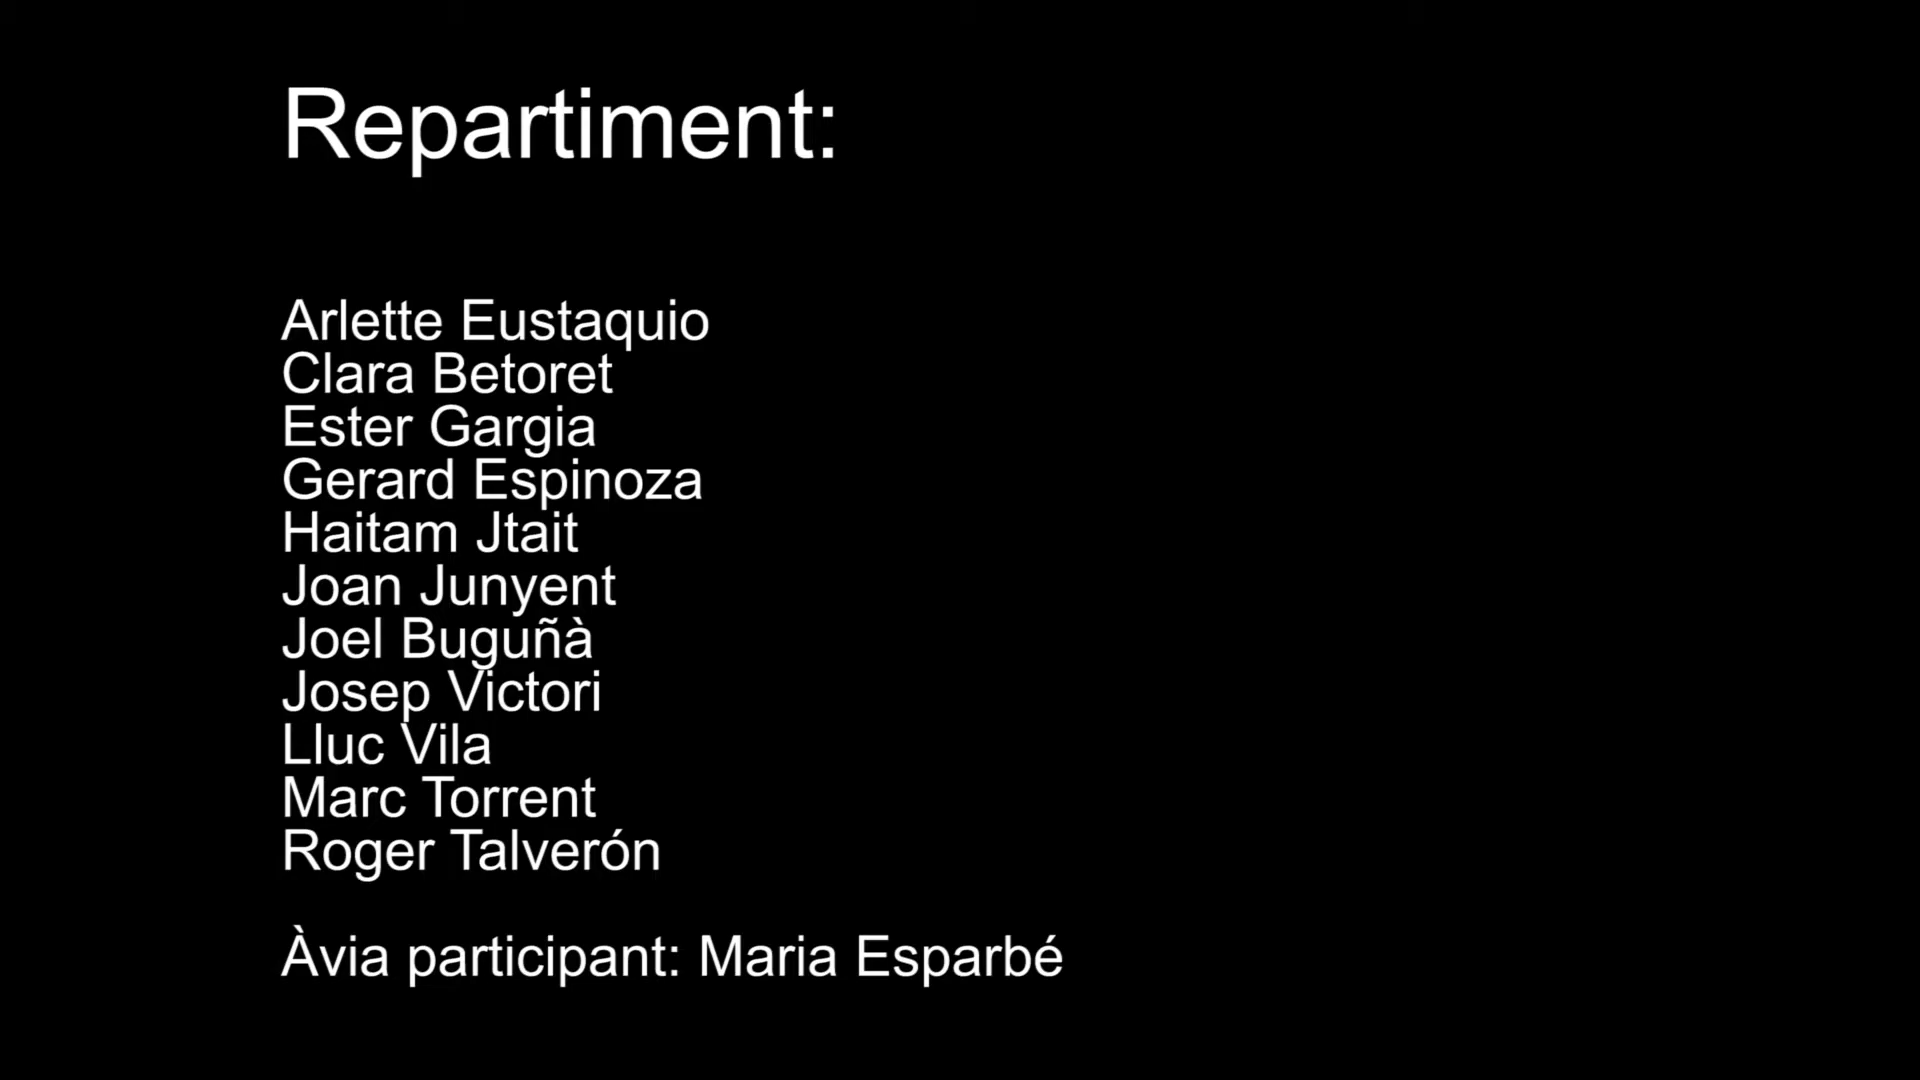 Repartiment:
Arlette Eustaquio
Clara Betoret
Ester Gargia
Gerard Espinoza
Haitam Jtait
Joan Junyent
Joel Buguñà
Josep Victori
Lluc Vila
Marc Torrent
Roger Talverón
Àvia participant: Maria Esparbé